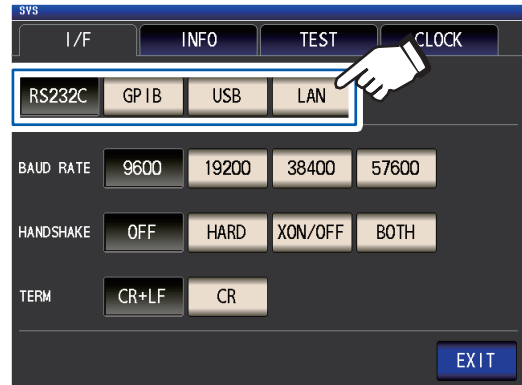 SYS
I/F INFO TEST CLOCK
RS232C GPIB USB LAN
BAUD RATE 9600 19200 38400 57600
HANDSHAKE OFF HARD XON/OFF BOTH
TERM CR+LF CR
EXIT